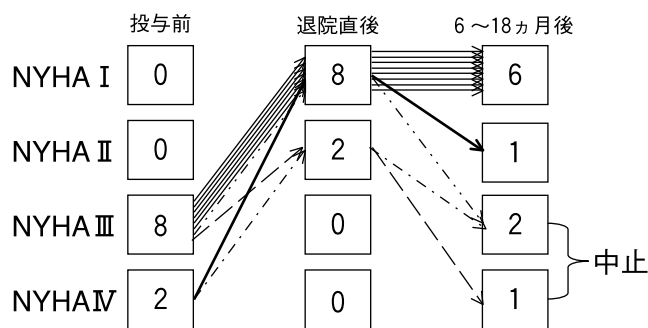 投与前 退院直後 6～18ヵ月後
NYHA Ⅰ 0 8 6
NYHA Ⅱ 0 2 1
NYHA Ⅲ 8 0 2
NYHA Ⅳ 2 0 1
中止